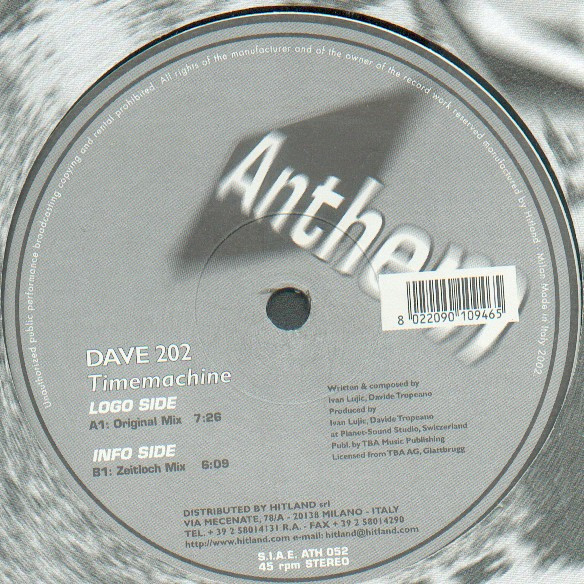 Unauthorized public performance broadcasting copying and rental prohibited. All rights of the manufacturer and of the owner of the record work reserved manufactured by Hitland - Milan Made in Italy 2002
Anthem
8 022090 109465
DAVE 202
Timemachine
LOGO SIDE
A1: Original Mix 7:26
INFO SIDE
B1: Zeitloch Mix 6:09
Written & composed by
Ivan Lujic, Davide Tropeano
Produced by
Ivan Lujic, Davide Tropeano
at Planet-Sound Studio, Switzerland
Publ. by TBA Music Publishing
Licensed from TBA AG, Glattbrugg
DISTRIBUTED BY HITLAND srl
VIA MECENATE, 78/A - 20138 MILANO - ITALY
TEL. + 39 2 58014131 R.A. - FAX + 39 2 58014290
http://www.hitland.com e-mail: hitland@hitland.com
S.I.A.E. ATH 052
45 rpm STEREO